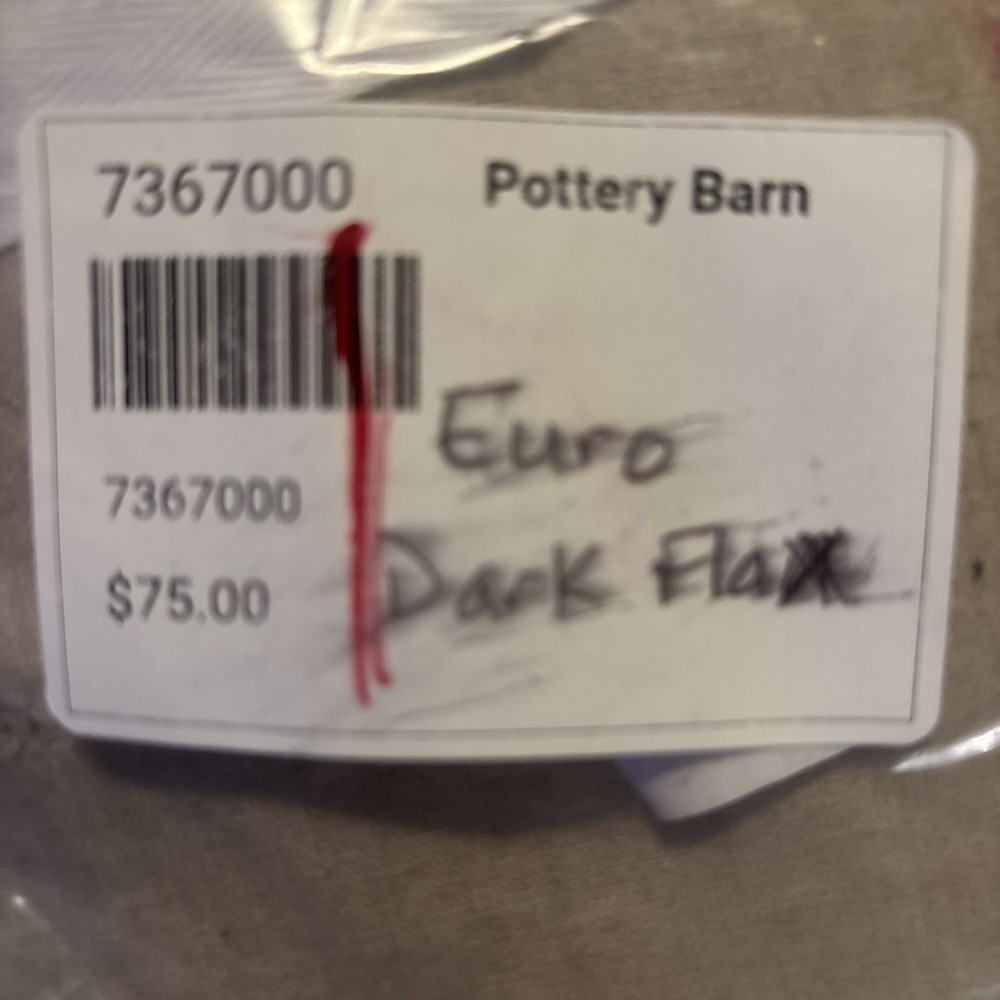 7367000 Pottery Barn
Euro
7367000
Dark Flax
$75.00